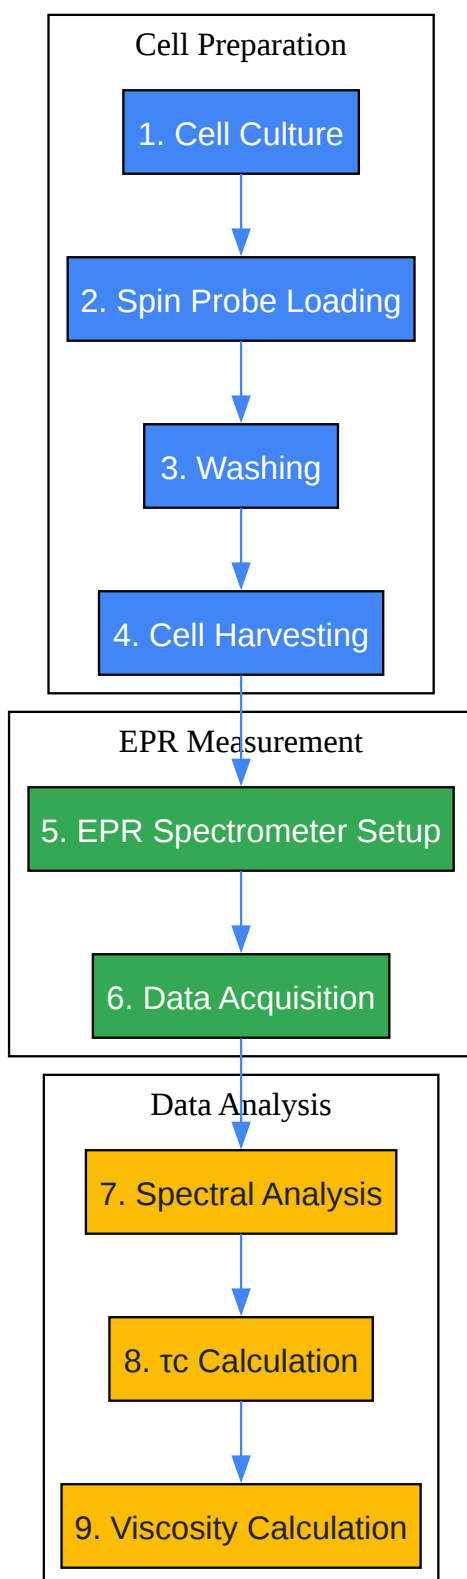 Cell Preparation
1. Cell Culture
2. Spin Probe Loading
3. Washing
4. Cell Harvesting
EPR Measurement
5. EPR Spectrometer Setup
6. Data Acquisition
Data Analysis
7. Spectral Analysis
8. τc Calculation
9. Viscosity Calculation